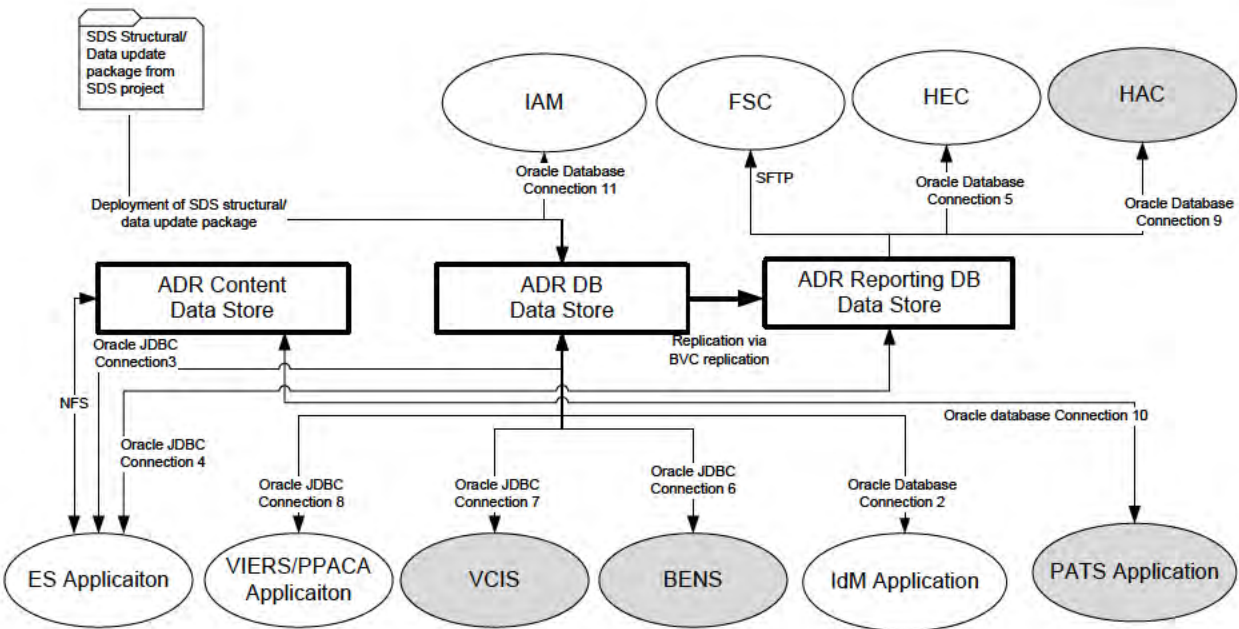 SDS Structural/
Data update
package from
SDS project
IAM
FSC
HEC
HAC
Oracle Database
Connection 11
SFTP
Oracle Database
Connection 5
Oracle Database
Connection 9
Deployment of SDS structural/
data update package
ADR Content
Data Store
ADR DB
Data Store
ADR Reporting DB
Data Store
Replication via
BVC replication
Oracle JDBC
Connection3
NFS
Oracle JDBC
Connection 4
Oracle database Connection 10
Oracle JDBC
Connection 8
Oracle JDBC
Connection 7
Oracle JDBC
Connection 6
Oracle Database
Connection 2
ES Applicaiton
VIERS/PPACA
Applicaiton
VCIS
BENS
IdM Application
PATS Application